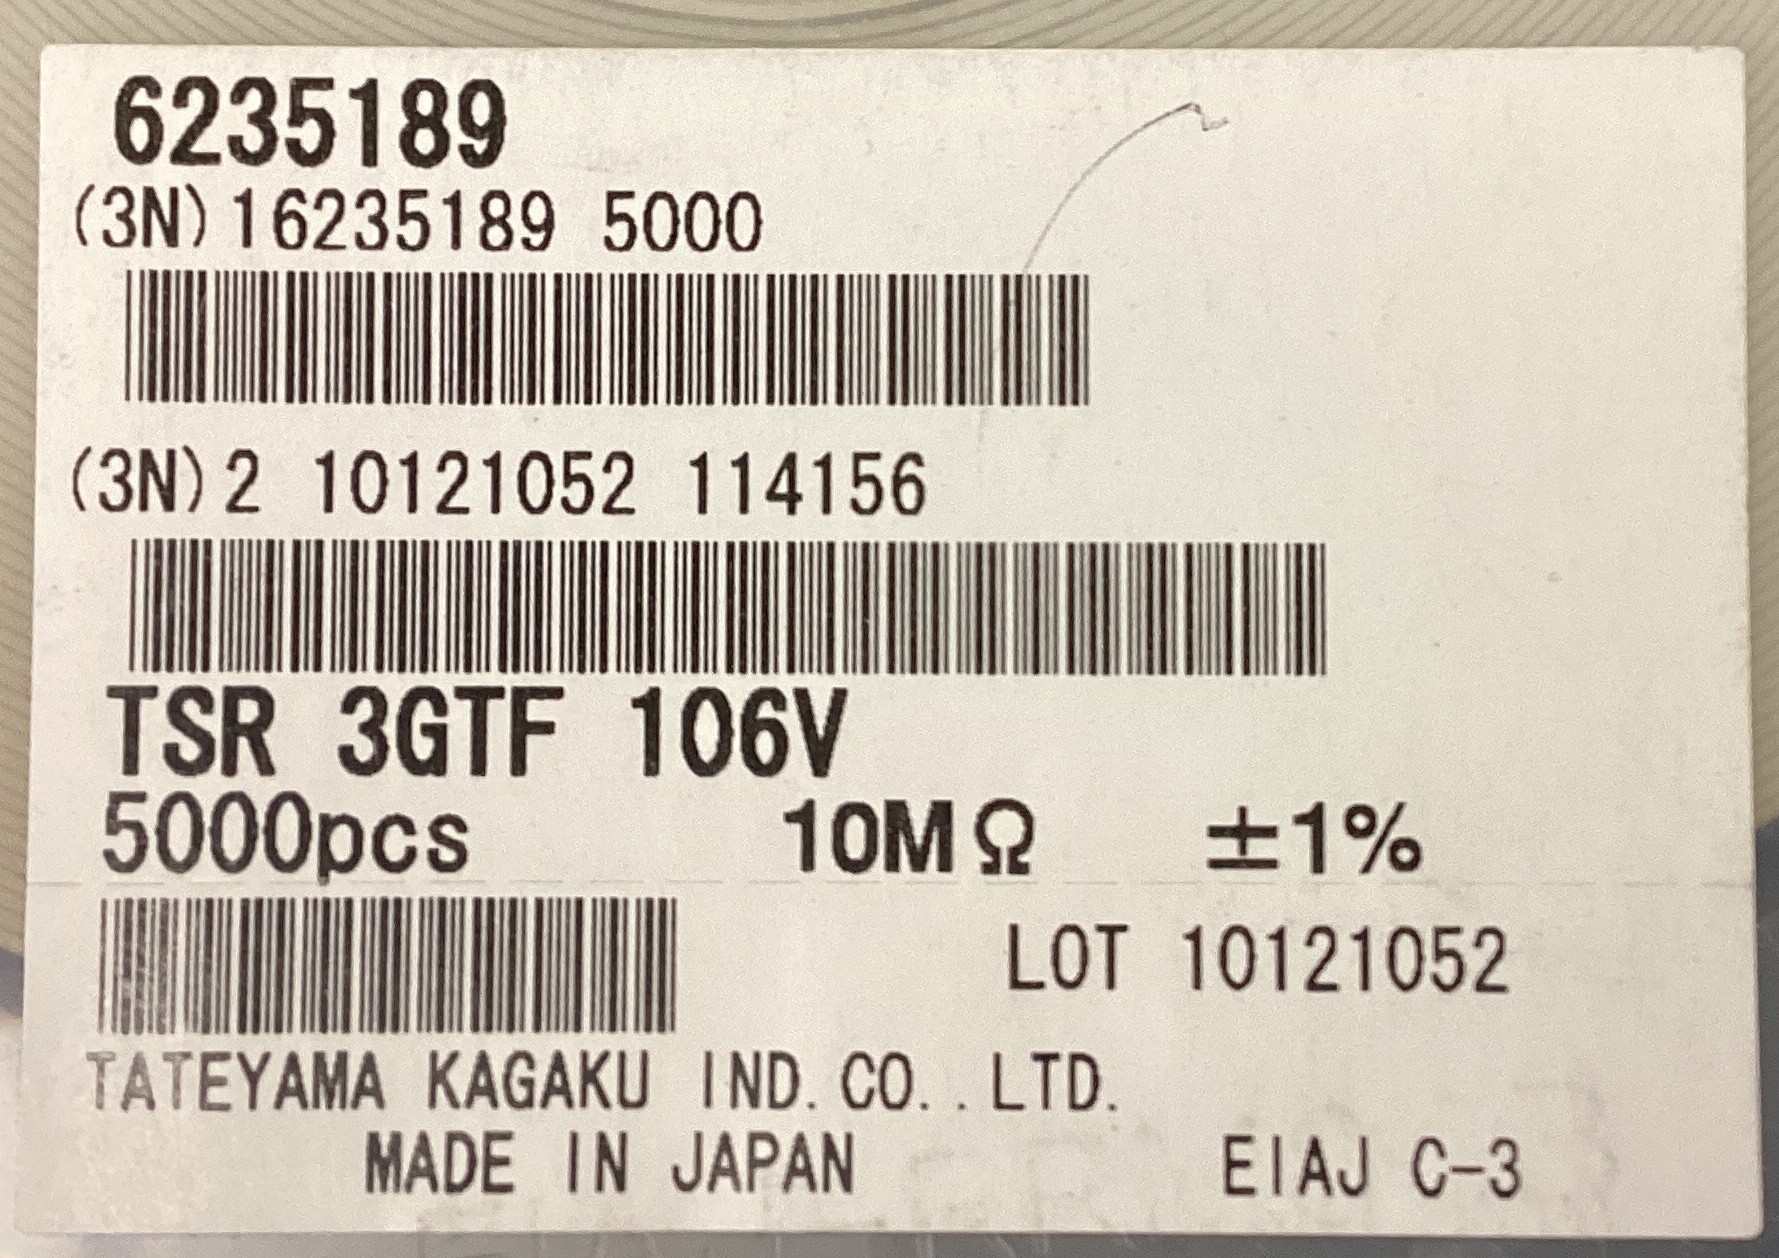 6235189
(3N)16235189 5000
(3N)2 10121052 114156
TSR 3GTF 106V
5000pcs 10MΩ ±1%
LOT 10121052
TATEYAMA KAGAKU IND.CO..LTD.
MADE IN JAPAN EIAJ C-3